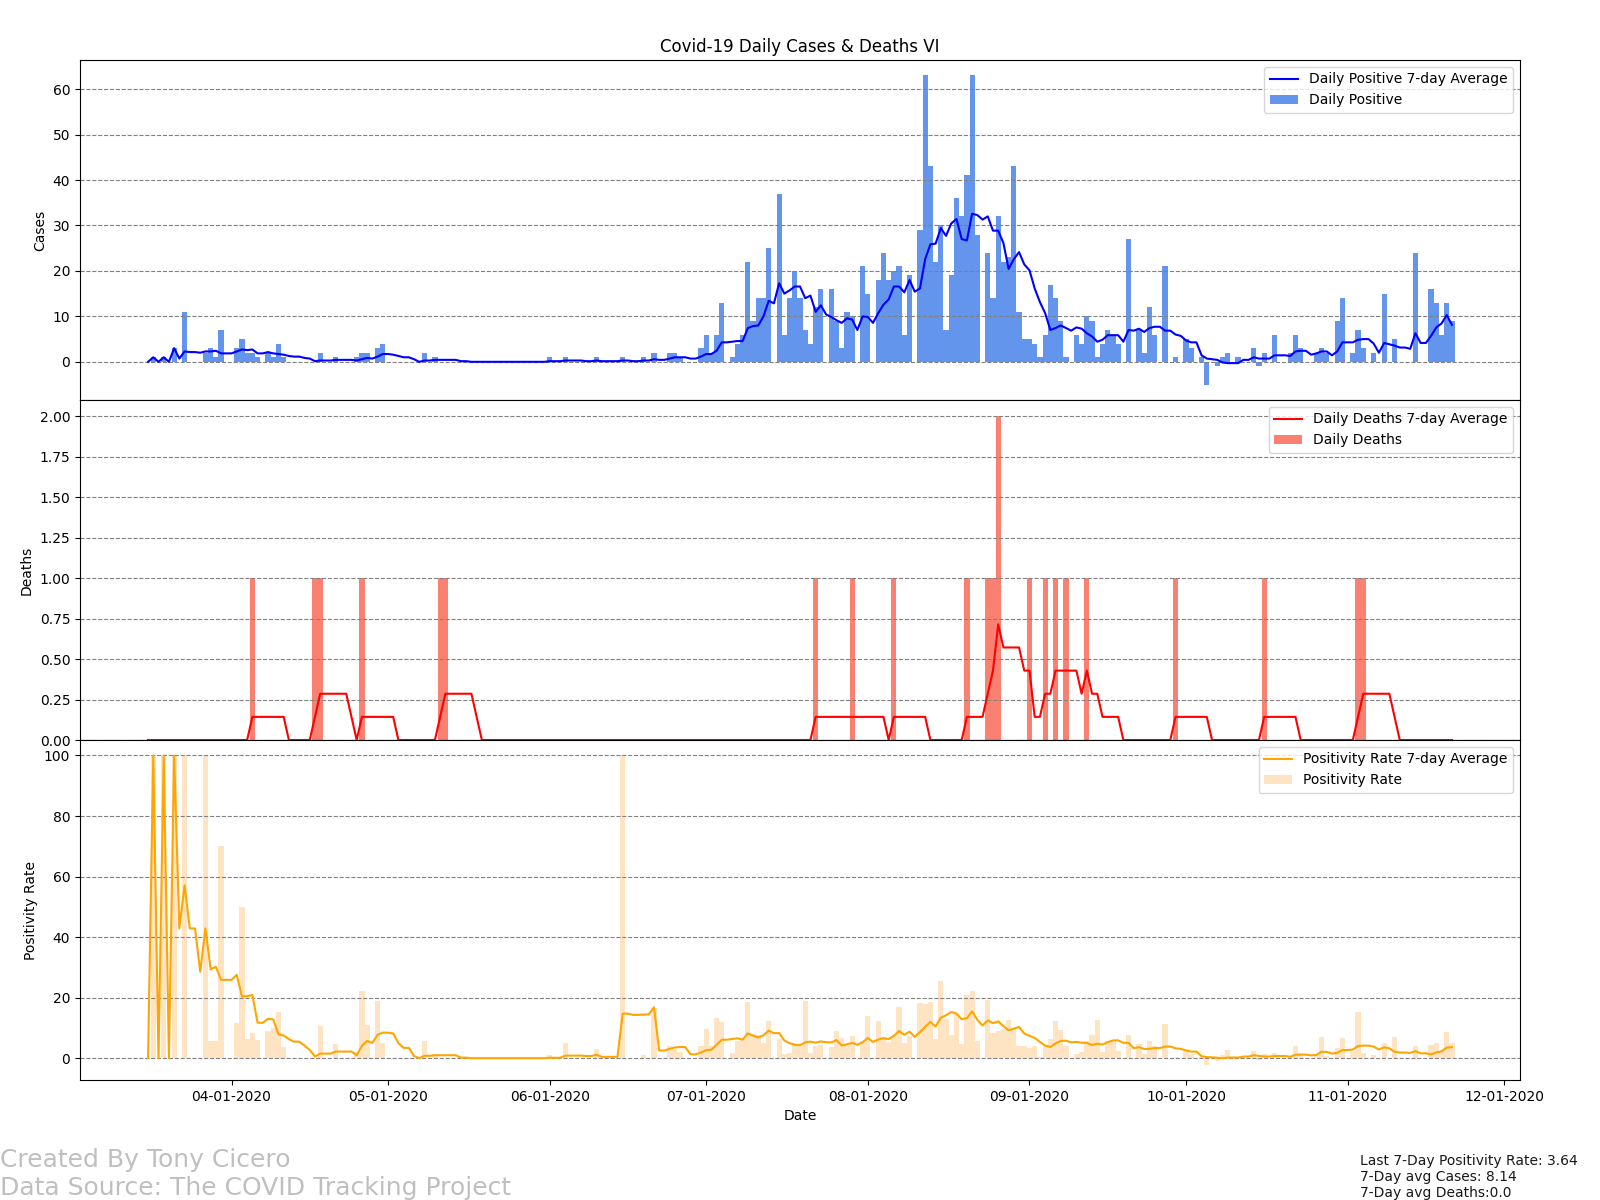 Covid-19 Daily Cases & Deaths VI
Daily Positive 7-day Average
Daily Positive
60
50
40
30
20
10
0
Cases
Daily Deaths 7-day Average
Daily Deaths
2.00
1.75
1.50
1.25
1.00
0.75
0.50
0.25
0.00
Deaths
Positivity Rate 7-day Average
Positivity Rate
100
80
60
40
20
0
Positivity Rate
04-01-2020 05-01-2020 06-01-2020 07-01-2020 08-01-2020 09-01-2020 10-01-2020 11-01-2020 12-01-2020
Date
Created By Tony Cicero
Data Source: The COVID Tracking Project
Last 7-Day Positivity Rate: 3.64
7-Day avg Cases: 8.14
7-Day avg Deaths:0.0